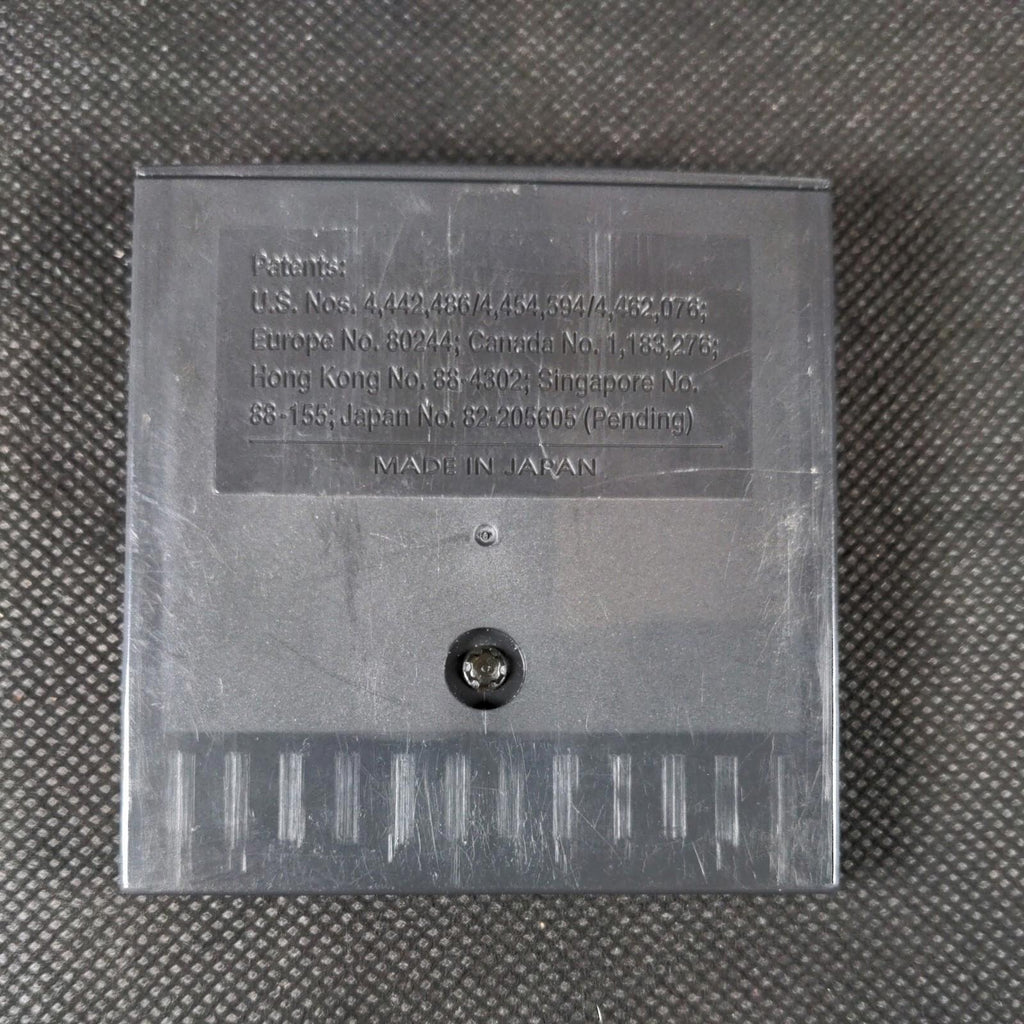 Patents:
U.S. Nos. 4,442,486/4,454,594/4,462,076;
Europe No. 80244; Canada No. 1,183,276;
Hong Kong No. 88-4302; Singapore No.
88-155; Japan No. 82-205605 (Pending)
MADE IN JAPAN